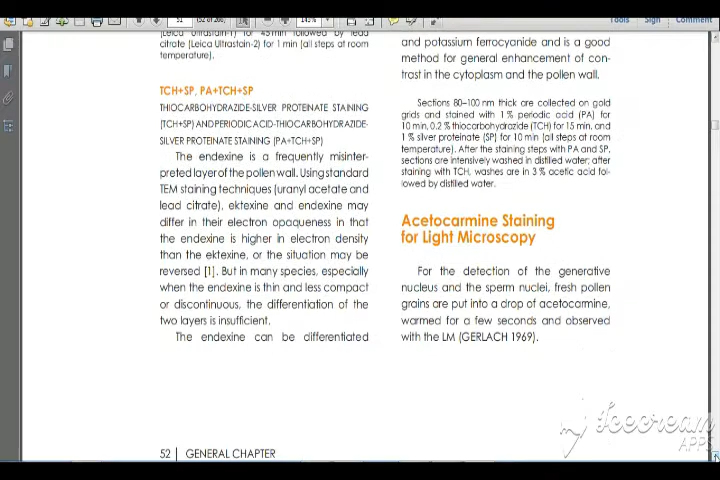 51
(52 of 266)
145%
Tools
Sign
Comment
(Leica Ultrastain-1) for 45 min followed by lead
citrate (Leica Ultrastain-2) for 1 min (all steps at room
temperature).
TCH+SP, PA+TCH+SP
THIOCARBOHYDRAZIDE-SILVER PROTEINATE STAINING
(TCH+SP) AND PERIODIC ACID-THIOCARBOHYDRAZIDE-
SILVER PROTEINATE STAINING (PA+TCH+SP)
The endexine is a frequently misinter-
preted layer of the pollen wall. Using standard
TEM staining techniques (uranyl acetate and
lead citrate), ektexine and endexine may
differ in their electron opaqueness in that
the endexine is higher in electron density
than the ektexine, or the situation may be
reversed [1]. But in many species, especially
when the endexine is thin and less compact
or discontinuous, the differentiation of the
two layers is insufficient.
The endexine can be differentiated
and potassium ferrocyanide and is a good
method for general enhancement of con-
trast in the cytoplasm and the pollen wall.
Sections 80–100 nm thick are collected on gold
grids and stained with 1 % periodic acid (PA) for
10 min, 0.2 % thiocarbohydrazide (TCH) for 15 min, and
1 % silver proteinate (SP) for 10 min (all steps at room
temperature). After the staining steps with PA and SP,
sections are intensively washed in distilled water; after
staining with TCH, washes are in 3 % acetic acid fol-
lowed by distilled water.
Acetocarmine Staining
for Light Microscopy
For the detection of the generative
nucleus and the sperm nuclei, fresh pollen
grains are put into a drop of acetocarmine,
warmed for a few seconds and observed
with the LM (GERLACH 1969).
52 | GENERAL CHAPTER
Icecream
APPS